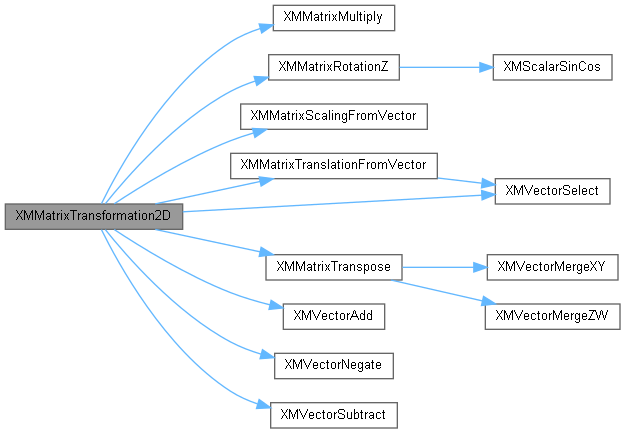 XMMatrixMultiply
XMMatrixRotationZ
XMScalarSinCos
XMMatrixScalingFromVector
XMMatrixTranslationFromVector
XMVectorSelect
XMMatrixTransformation2D
XMMatrixTranspose
XMVectorMergeXY
XMVectorMergeZW
XMVectorAdd
XMVectorNegate
XMVectorSubtract